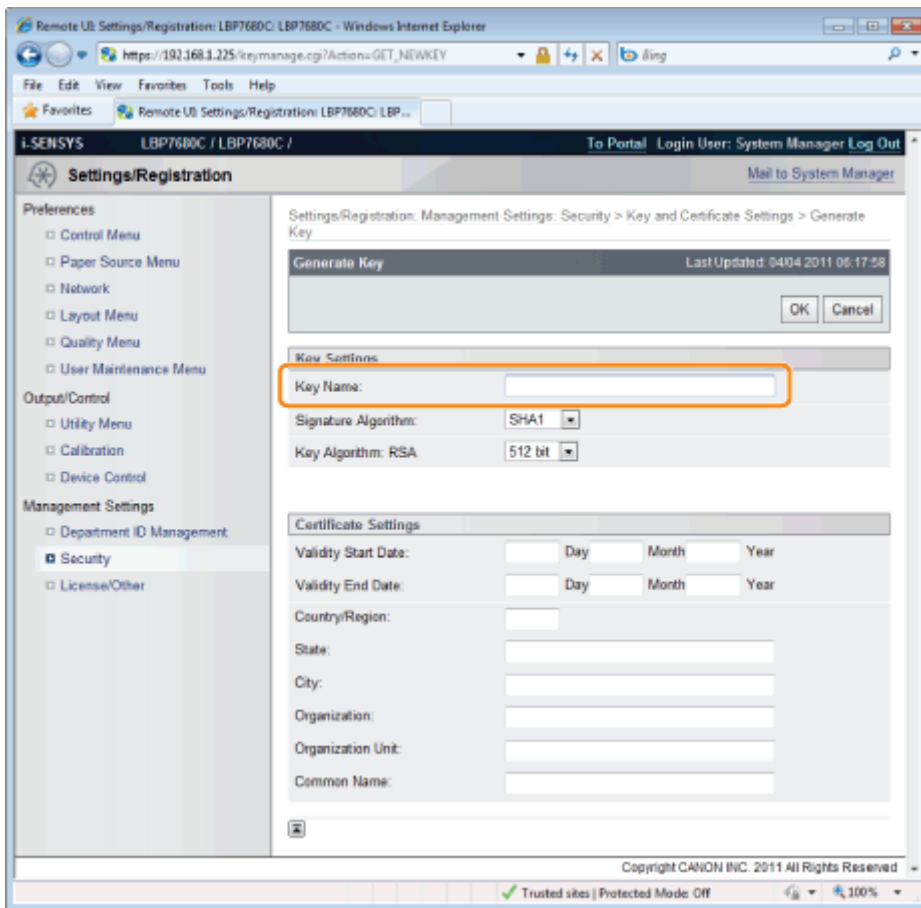 Remote UI: Settings/Registration: LBP7680C: LBP7680C - Windows Internet Explorer
https://192.168.1.225/keymanage.cgi?Action=GET_NEWKEY
Bing
File Edit View Favorites Tools Help
Favorites Remote UI: Settings/Registration: LBP7680C: LBP...
i-SENSYS LBP7680C / LBP7680C / To Portal Login User: System Manager Log Out
Settings/Registration Mail to System Manager
Preferences
Control Menu
Paper Source Menu
Network
Layout Menu
Quality Menu
User Maintenance Menu
Output/Control
Utility Menu
Calibration
Device Control
Management Settings
Department ID Management
Security
License/Other
Settings/Registration: Management Settings: Security > Key and Certificate Settings > Generate
Key
Generate Key Last Updated: 04/04 2011 06:17:58
OK Cancel
Key Settings
Key Name:
Signature Algorithm: SHA1
Key Algorithm: RSA 512 bit
Certificate Settings
Validity Start Date: Day Month Year
Validity End Date: Day Month Year
Country/Region:
State:
City:
Organization:
Organization Unit:
Common Name:
Copyright CANON INC. 2011 All Rights Reserved
Trusted sites | Protected Mode: Off 100%